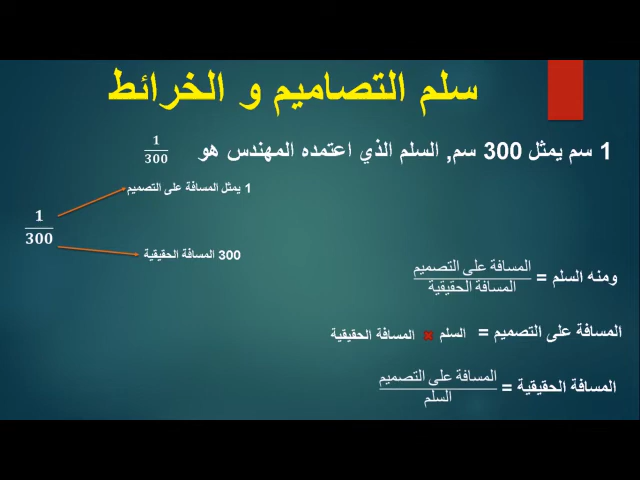 سلم التصاميم و الخرائط
1 سم يمثل 300 سم, السلم الذي اعتمده المهندس هو 1/300
1 يمثل المسافة على التصميم
1/300
300 المسافة الحقيقية
ومنه السلم = المسافة على التصميم / المسافة الحقيقية
المسافة على التصميم = السلم × المسافة الحقيقية
المسافة الحقيقية = المسافة على التصميم / السلم